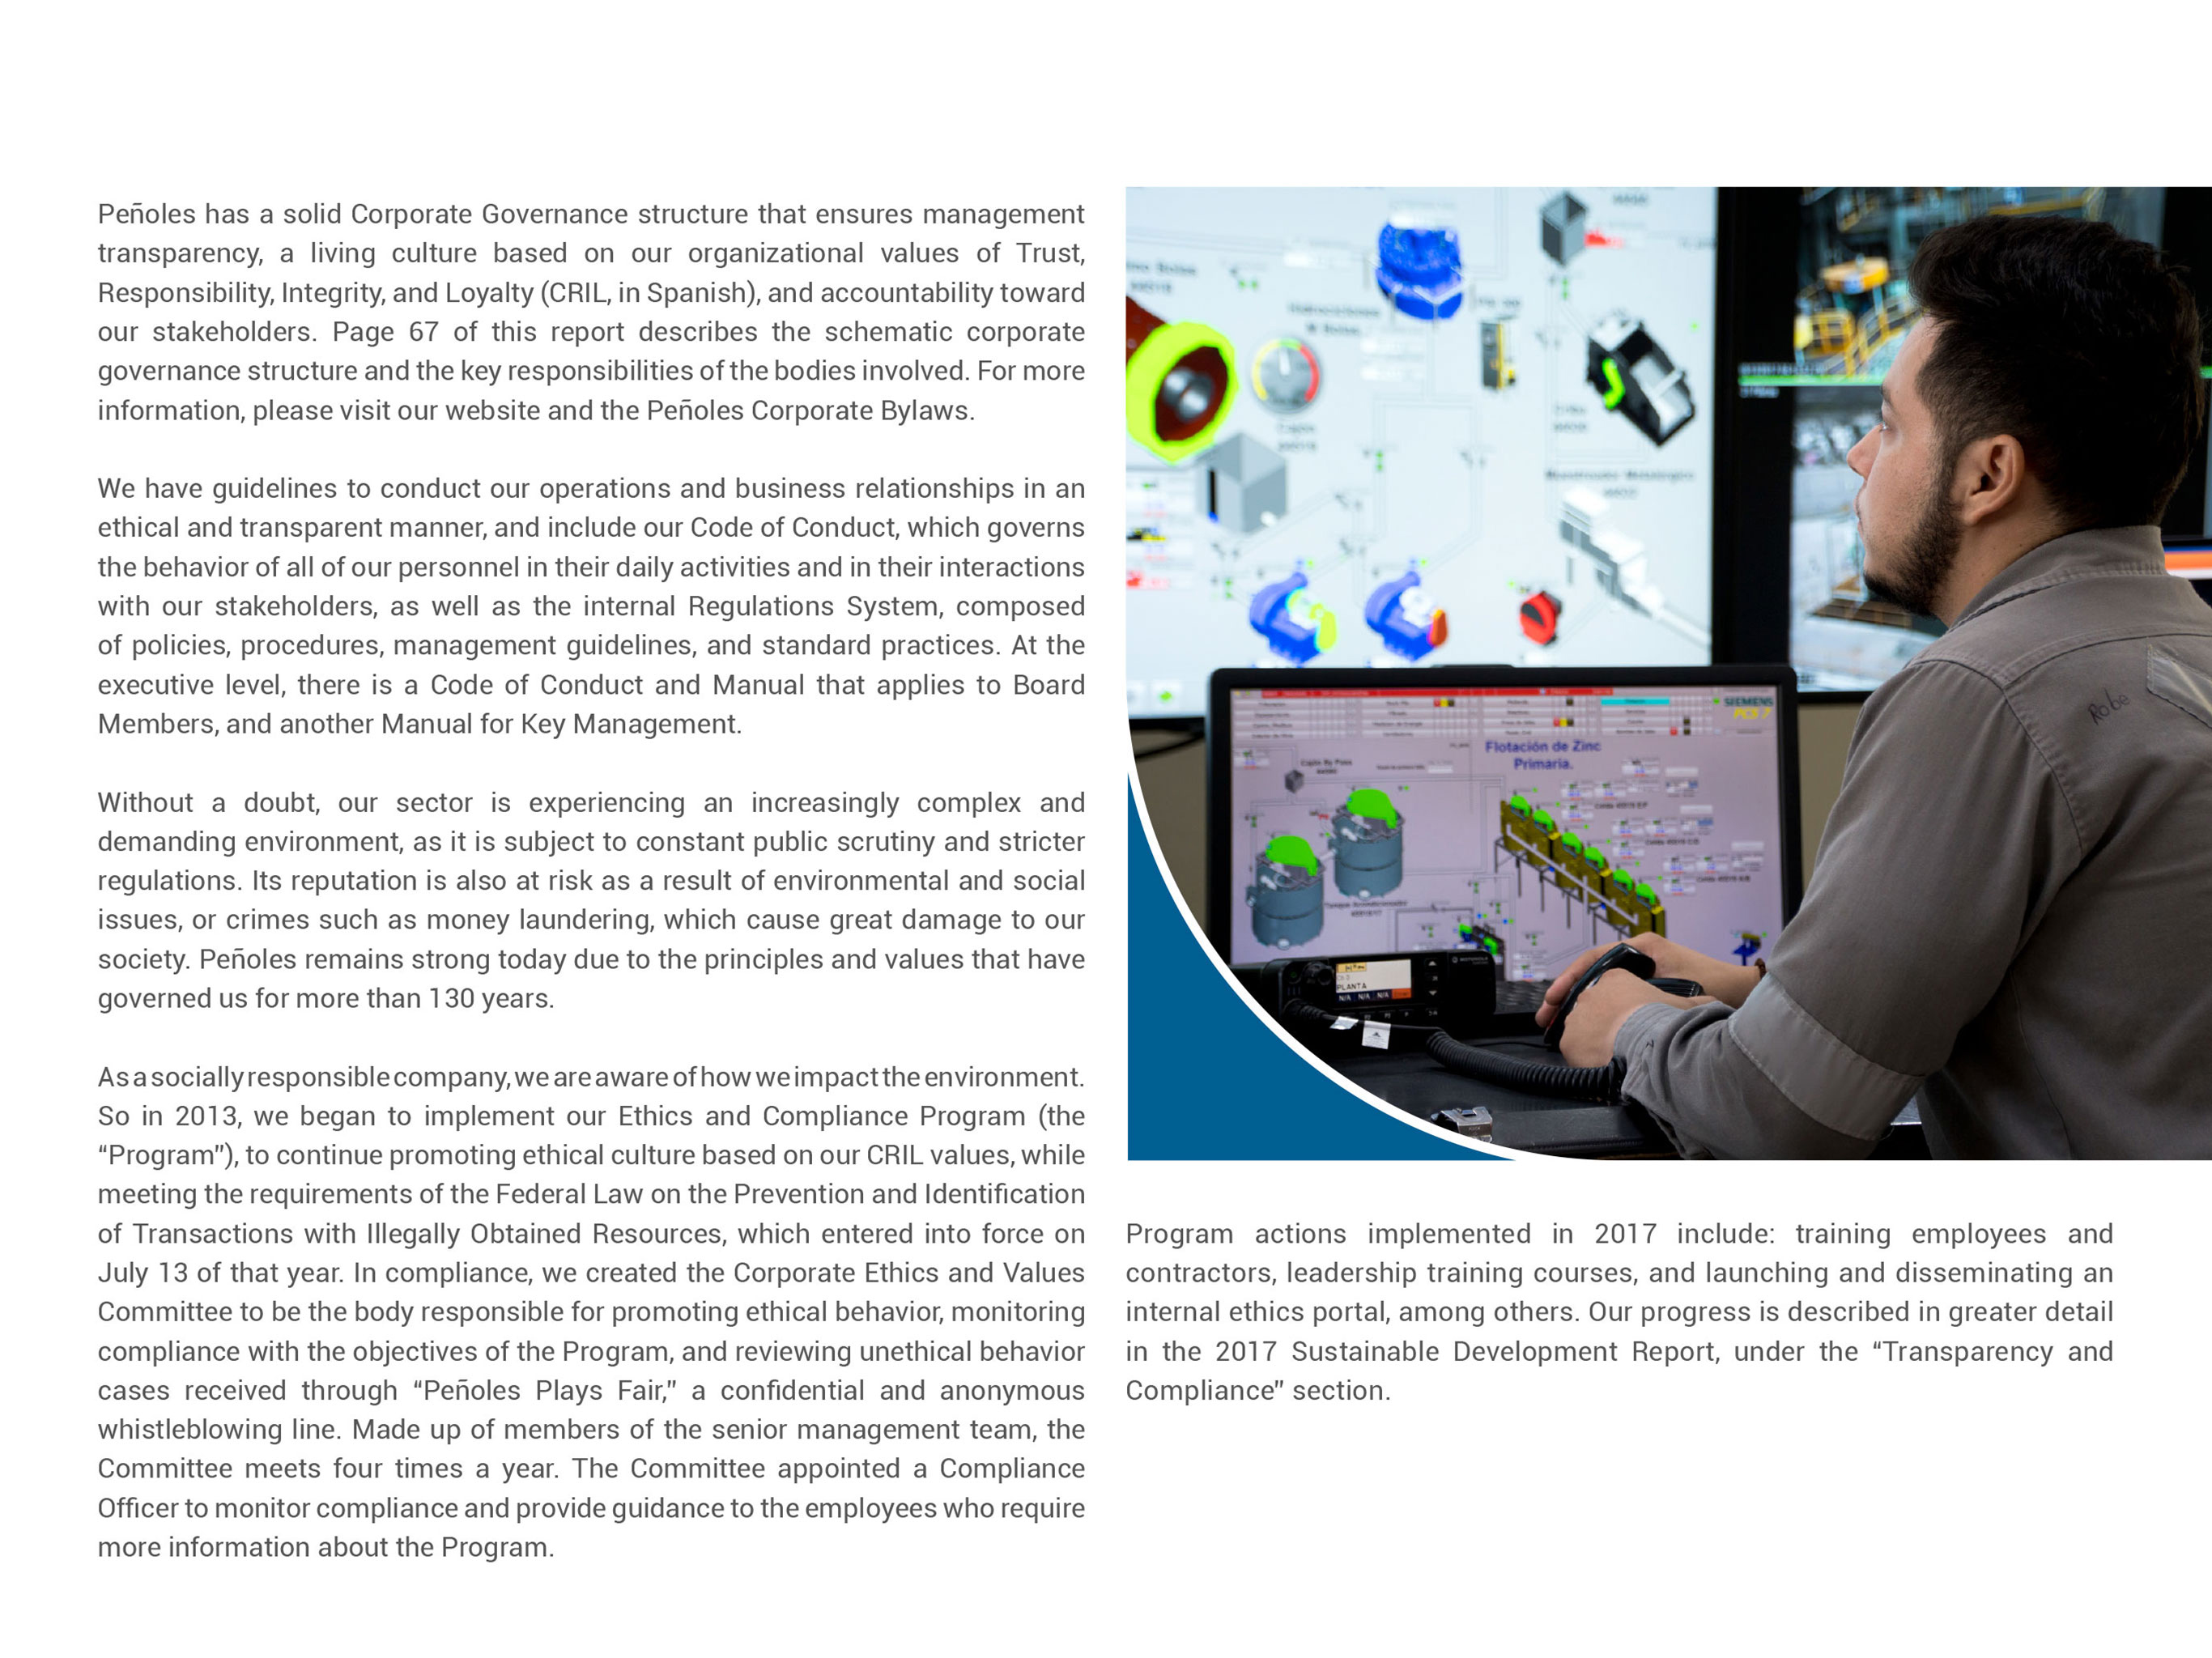 Peñoles has a solid Corporate Governance structure that ensures management
transparency, a living culture based on our organizational values of Trust,
Responsibility, Integrity, and Loyalty (CRIL, in Spanish), and accountability toward
our stakeholders. Page 67 of this report describes the schematic corporate
governance structure and the key responsibilities of the bodies involved. For more
information, please visit our website and the Peñoles Corporate Bylaws.
We have guidelines to conduct our operations and business relationships in an
ethical and transparent manner, and include our Code of Conduct, which governs
the behavior of all of our personnel in their daily activities and in their interactions
with our stakeholders, as well as the internal Regulations System, composed
of policies, procedures, management guidelines, and standard practices. At the
executive level, there is a Code of Conduct and Manual that applies to Board
Members, and another Manual for Key Management.
Without a doubt, our sector is experiencing an increasingly complex and
demanding environment, as it is subject to constant public scrutiny and stricter
regulations. Its reputation is also at risk as a result of environmental and social
issues, or crimes such as money laundering, which cause great damage to our
society. Peñoles remains strong today due to the principles and values that have
governed us for more than 130 years.
As a socially responsible company, we are aware of how we impact the environment.
So in 2013, we began to implement our Ethics and Compliance Program (the
“Program”), to continue promoting ethical culture based on our CRIL values, while
meeting the requirements of the Federal Law on the Prevention and Identification
of Transactions with Illegally Obtained Resources, which entered into force on
July 13 of that year. In compliance, we created the Corporate Ethics and Values
Committee to be the body responsible for promoting ethical behavior, monitoring
compliance with the objectives of the Program, and reviewing unethical behavior
cases received through “Peñoles Plays Fair,” a confidential and anonymous
whistleblowing line. Made up of members of the senior management team, the
Committee meets four times a year. The Committee appointed a Compliance
Officer to monitor compliance and provide guidance to the employees who require
more information about the Program.
SIEMENS
PCS 7
Flotación de Zinc
Primaria.
PLANTA
N/A N/A N/A
MOTOROLA
Robe
Program actions implemented in 2017 include: training employees and
contractors, leadership training courses, and launching and disseminating an
internal ethics portal, among others. Our progress is described in greater detail
in the 2017 Sustainable Development Report, under the “Transparency and
Compliance” section.